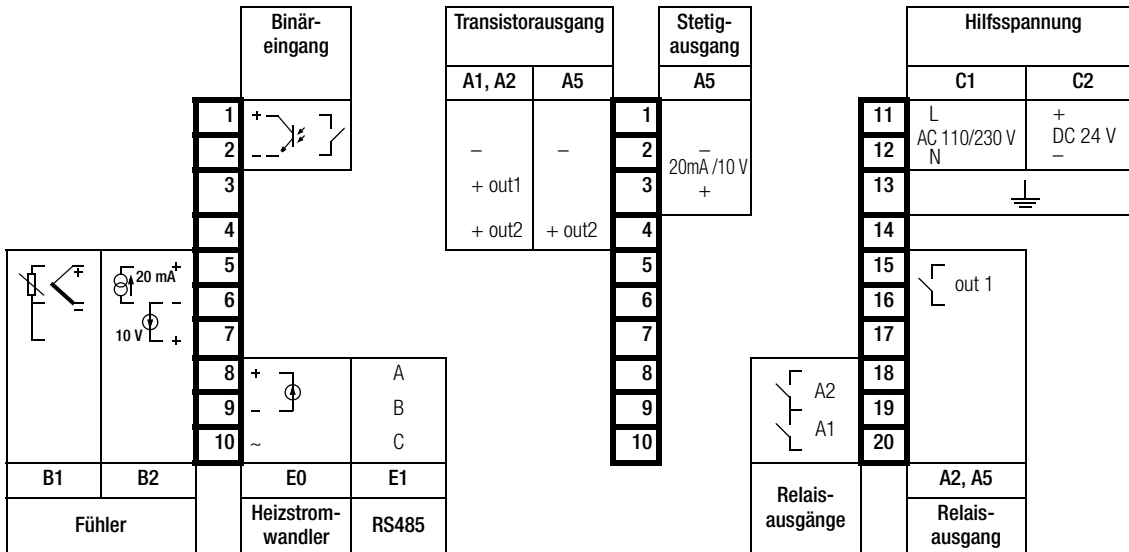 Binär-
eingang
Transistorausgang
Stetig-
ausgang
Hilfsspannung
A1, A2 A5 A5 C1 C2
1 + 1 11 L +
AC 110/230 V DC 24 V
2 – – – 2 – 12 N –
20mA /10 V
3 + out1 3 + 13
4 + out2 + out2 4 14
5 + 20 mA + 5 15
out 1
6 – – 6 16
7 10 V + 7 17
8 + A 8 18
A2
9 - B 9 19
A1
10 ~ C 10 20
B1 B2 E0 E1 A2, A5
Fühler
Heizstrom-
wandler
RS485
Relais-
ausgänge
Relais-
ausgang